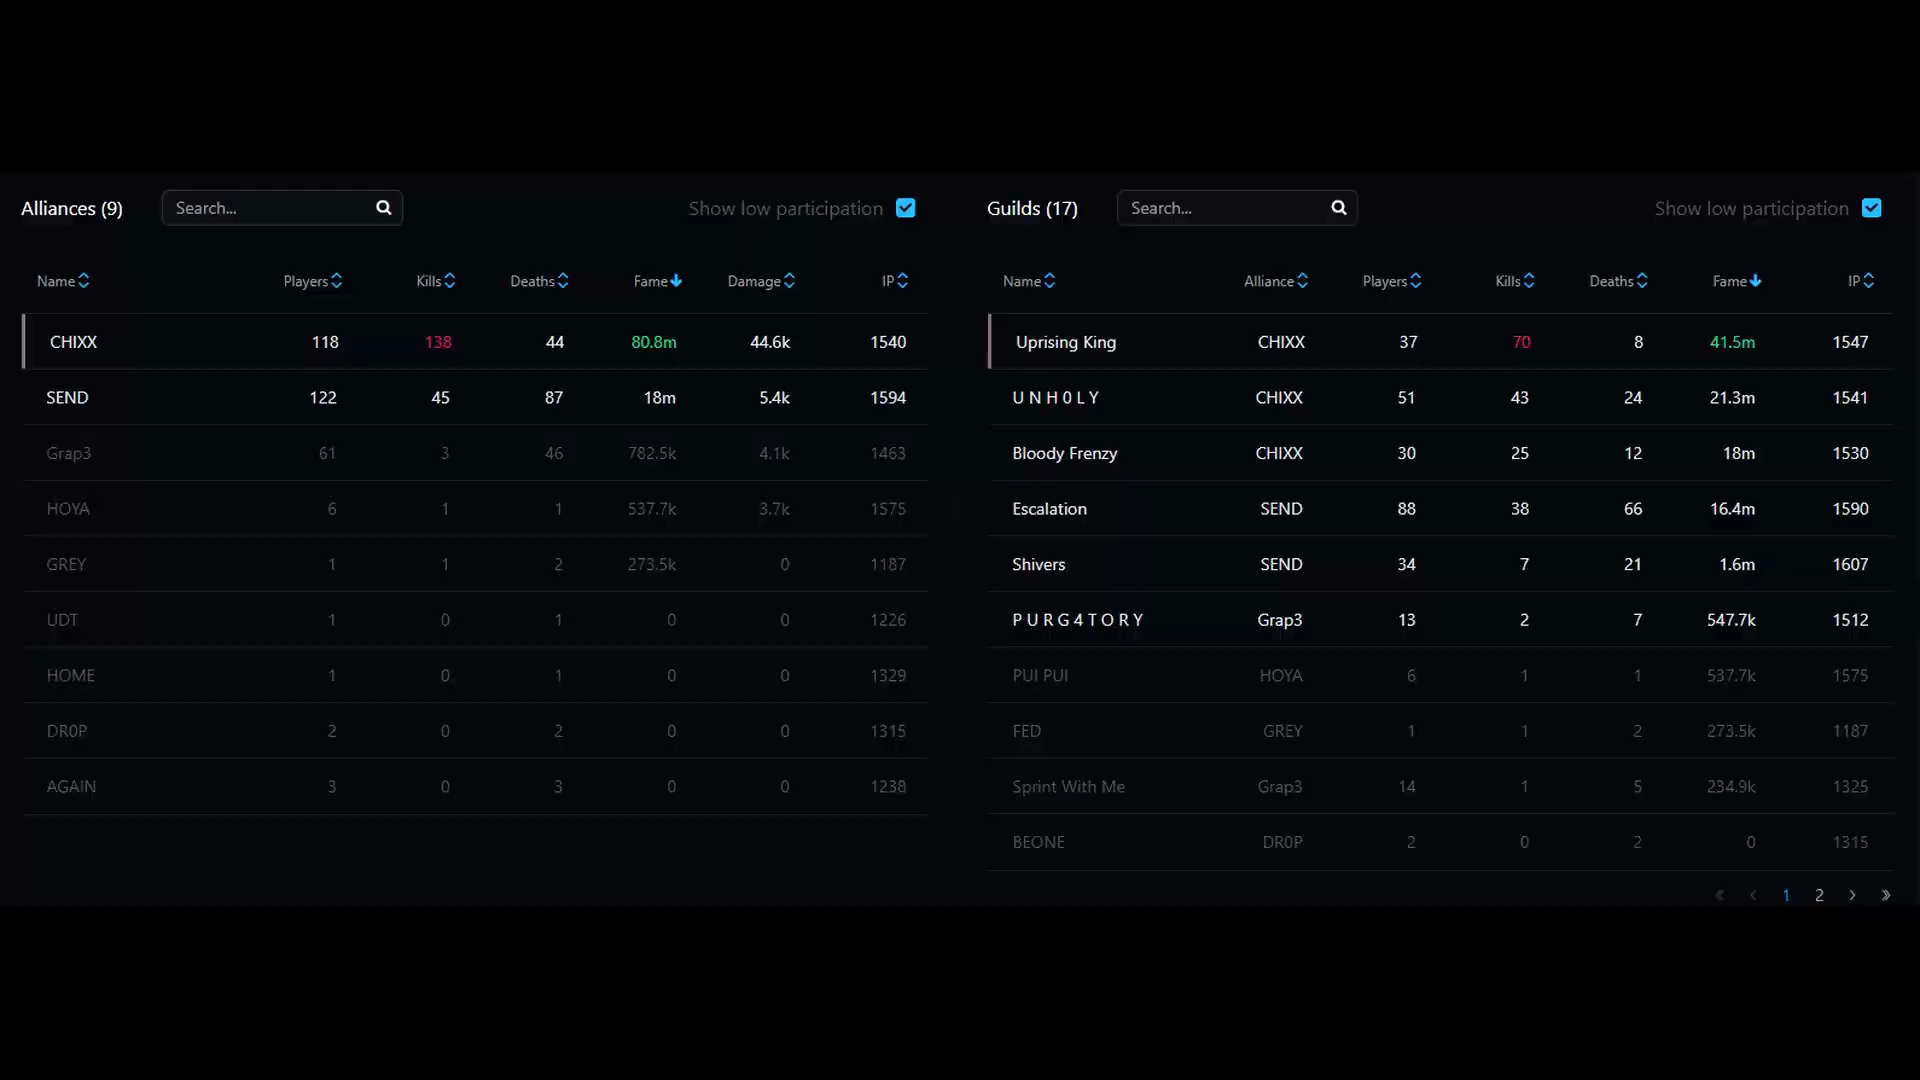 Alliances (9) Search... Show low participation
Name Players Kills Deaths Fame Damage IP
CHIXX 118 138 44 80.8m 44.6k 1540
SEND 122 45 87 18m 5.4k 1594
Grap3 61 3 46 782.5k 4.1k 1463
HOYA 6 1 1 537.7k 3.7k 1575
GREY 1 1 2 273.5k 0 1187
UDT 1 0 1 0 0 1226
HOME 1 0 1 0 0 1329
DR0P 2 0 2 0 0 1315
AGAIN 3 0 3 0 0 1238
Guilds (17) Search... Show low participation
Name Alliance Players Kills Deaths Fame IP
Uprising King CHIXX 37 70 8 41.5m 1547
U N H 0 L Y CHIXX 51 43 24 21.3m 1541
Bloody Frenzy CHIXX 30 25 12 18m 1530
Escalation SEND 88 38 66 16.4m 1590
Shivers SEND 34 7 21 1.6m 1607
P U R G 4 T O R Y Grap3 13 2 7 547.7k 1512
PUI PUI HOYA 6 1 1 537.7k 1575
FED GREY 1 1 2 273.5k 1187
Sprint With Me Grap3 14 1 5 234.9k 1325
BEONE DR0P 2 0 2 0 1315
« ‹ 1 2 › »